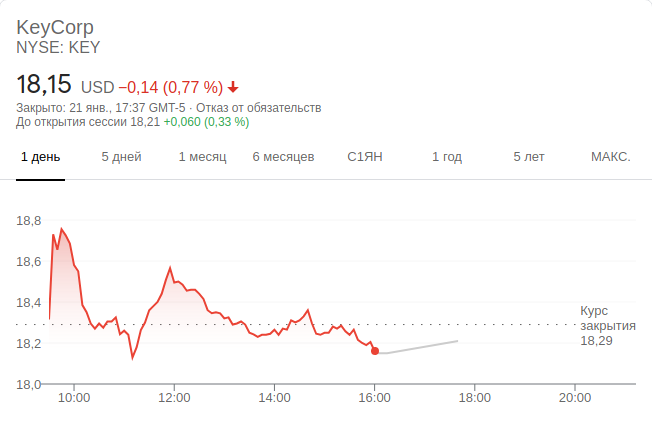 KeyCorp
NYSE: KEY
18,15 USD −0,14 (0,77 %)
Закрыто: 21 янв., 17:37 GMT-5 · Отказ от обязательств
До открытия сессии 18,21 +0,060 (0,33 %)
1 день 5 дней 1 месяц 6 месяцев С1ЯН 1 год 5 лет МАКС.
18,8
18,6
18,4
Курс
закрытия
18,29
18,2
18,0
10:00 12:00 14:00 16:00 18:00 20:00